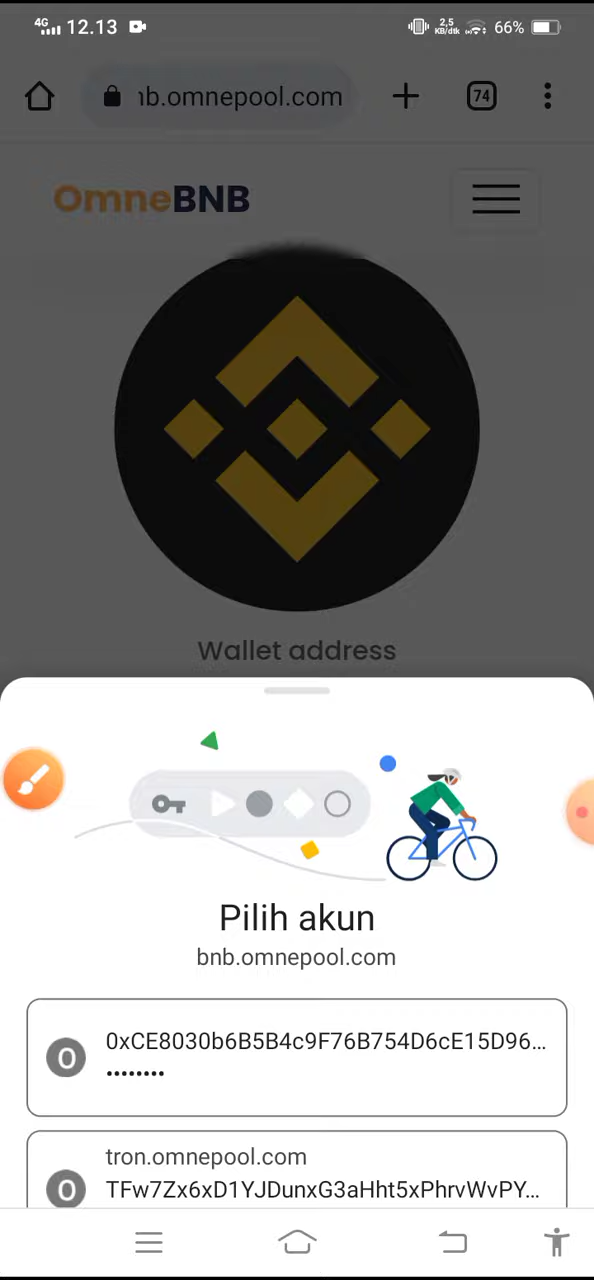 4G 12.13 2,5 KB/dtk 66%
nb.omnepool.com 74
OmneBNB
Wallet address
Pilih akun
bnb.omnepool.com
0xCE8030b6B5B4c9F76B754D6cE15D96...
••••••••
O
tron.omnepool.com
TFw7Zx6xD1YJDunxG3aHht5xPhrvWvPY...
O